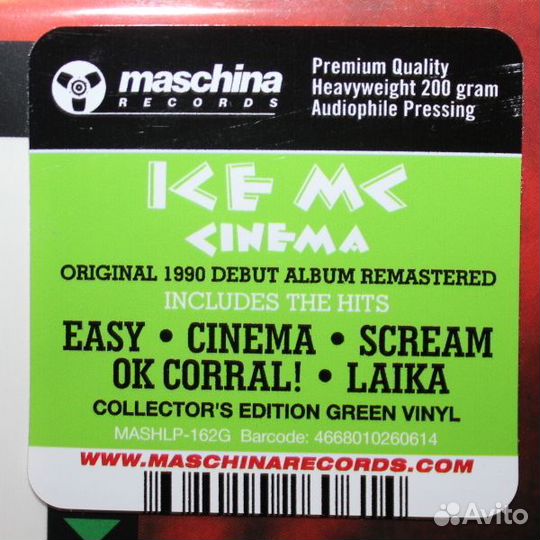 maschina
RECORDS
Premium Quality
Heavyweight 200 gram
Audiophile Pressing
ICE MC
CINEMA
ORIGINAL 1990 DEBUT ALBUM REMASTERED
INCLUDES THE HITS
EASY • CINEMA • SCREAM
OK CORRAL! • LAIKA
COLLECTOR'S EDITION GREEN VINYL
MASHLP-162G Barcode: 4668010260614
WWW.MASCHINARECORDS.COM
Avito